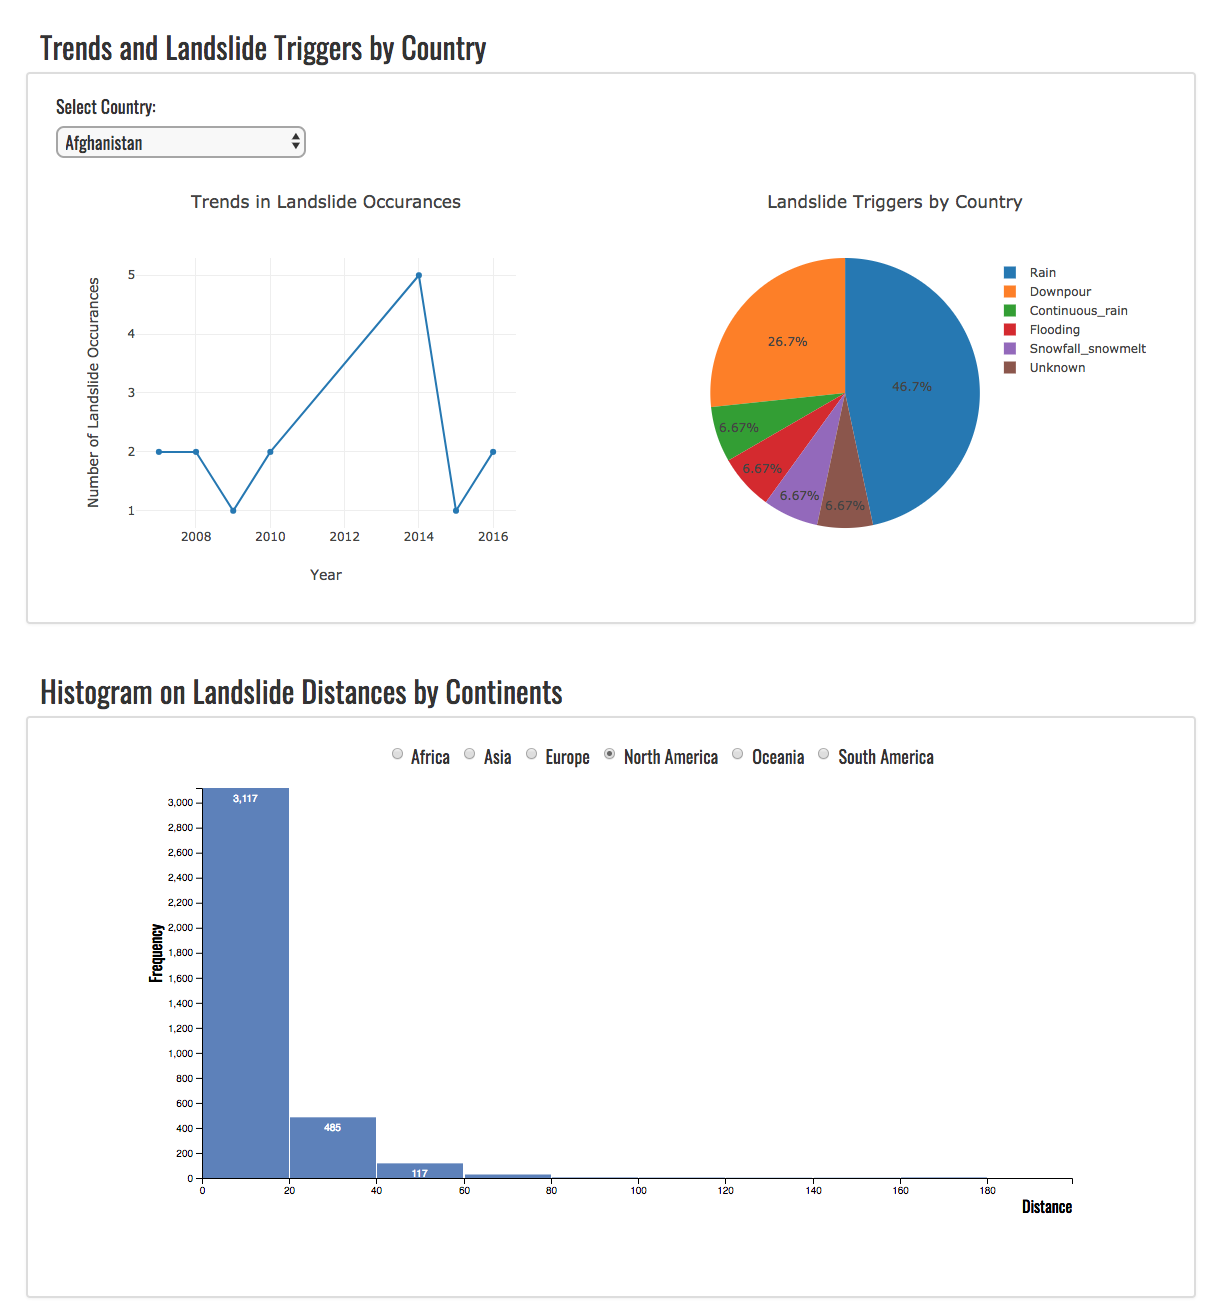 Trends and Landslide Triggers by Country
Select Country:
Afghanistan
Trends in Landslide Occurances
Number of Landslide Occurances
5
4
3
2
1
2008 2010 2012 2014 2016
Year
Landslide Triggers by Country
46.7%
26.7%
6.67%
6.67%
6.67%
6.67%
Rain
Downpour
Continuous_rain
Flooding
Snowfall_snowmelt
Unknown
Histogram on Landslide Distances by Continents
Africa Asia Europe North America Oceania South America
Frequency
3,000
2,800
2,600
2,400
2,200
2,000
1,800
1,600
1,400
1,200
1,000
800
600
400
200
0
3,117
485
117
0 20 40 60 80 100 120 140 160 180
Distance